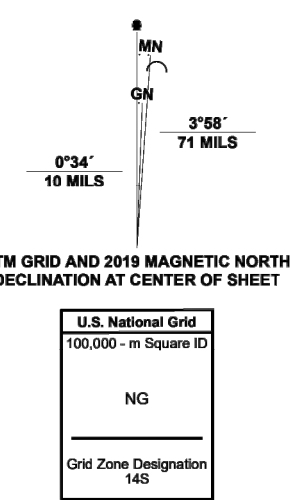 MN
GN
3°58´
71 MILS
0°34´
10 MILS
TM GRID AND 2019 MAGNETIC NORTH
DECLINATION AT CENTER OF SHEET
U.S. National Grid
100,000 - m Square ID
NG
Grid Zone Designation
14S